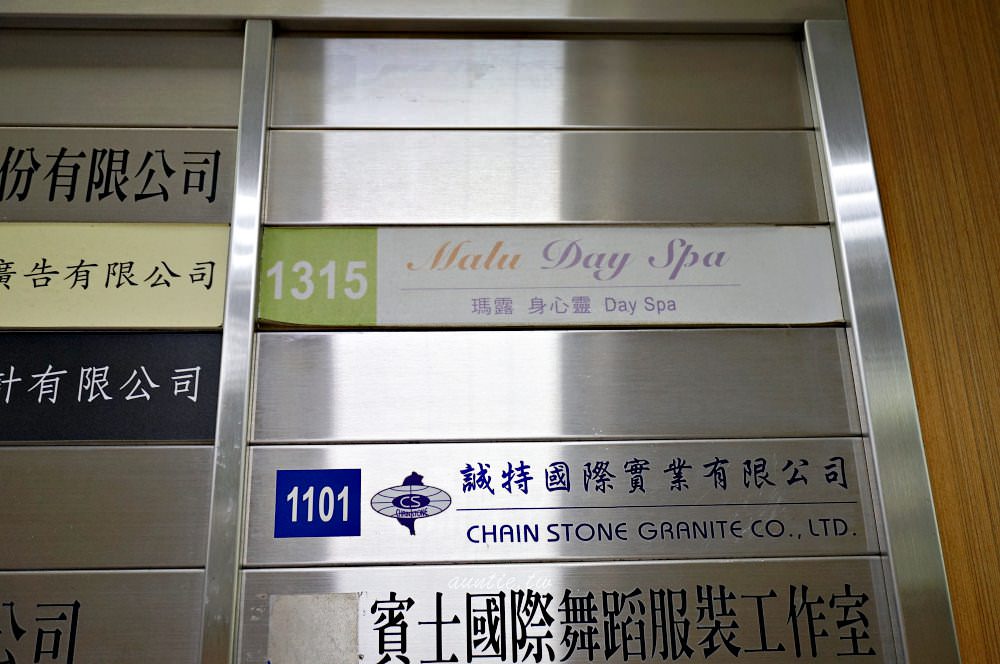 份有限公司
廣告有限公司
計有限公司
公司
1315
Malu Day Spa
瑪露 身心靈 Day Spa
1101
CS
CHAINSTONE
誠特國際實業有限公司
CHAIN STONE GRANITE CO., LTD.
auntie.tw
賓士國際舞蹈服裝工作室